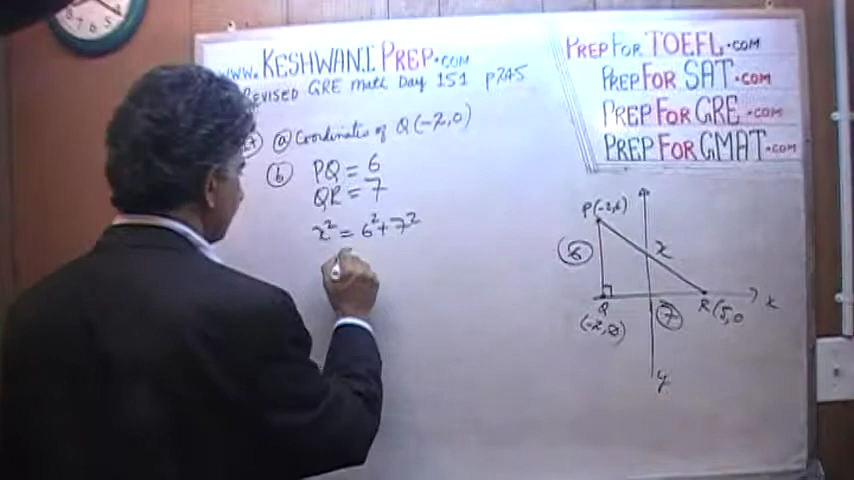 www.KESHWANI PREP.COM
REVISED GRE math Day 151 p245
(a) Coordinates of Q(-2,0)
(b) PQ = 6
QR = 7
x² = 6² + 7²
PREP FOR TOEFL.com
PREP FOR SAT.com
PREP FOR GRE.com
PREP FOR GMAT.com
P(-2,6)
6
x
Q
(-2,0)
7
R(5,0
x
y